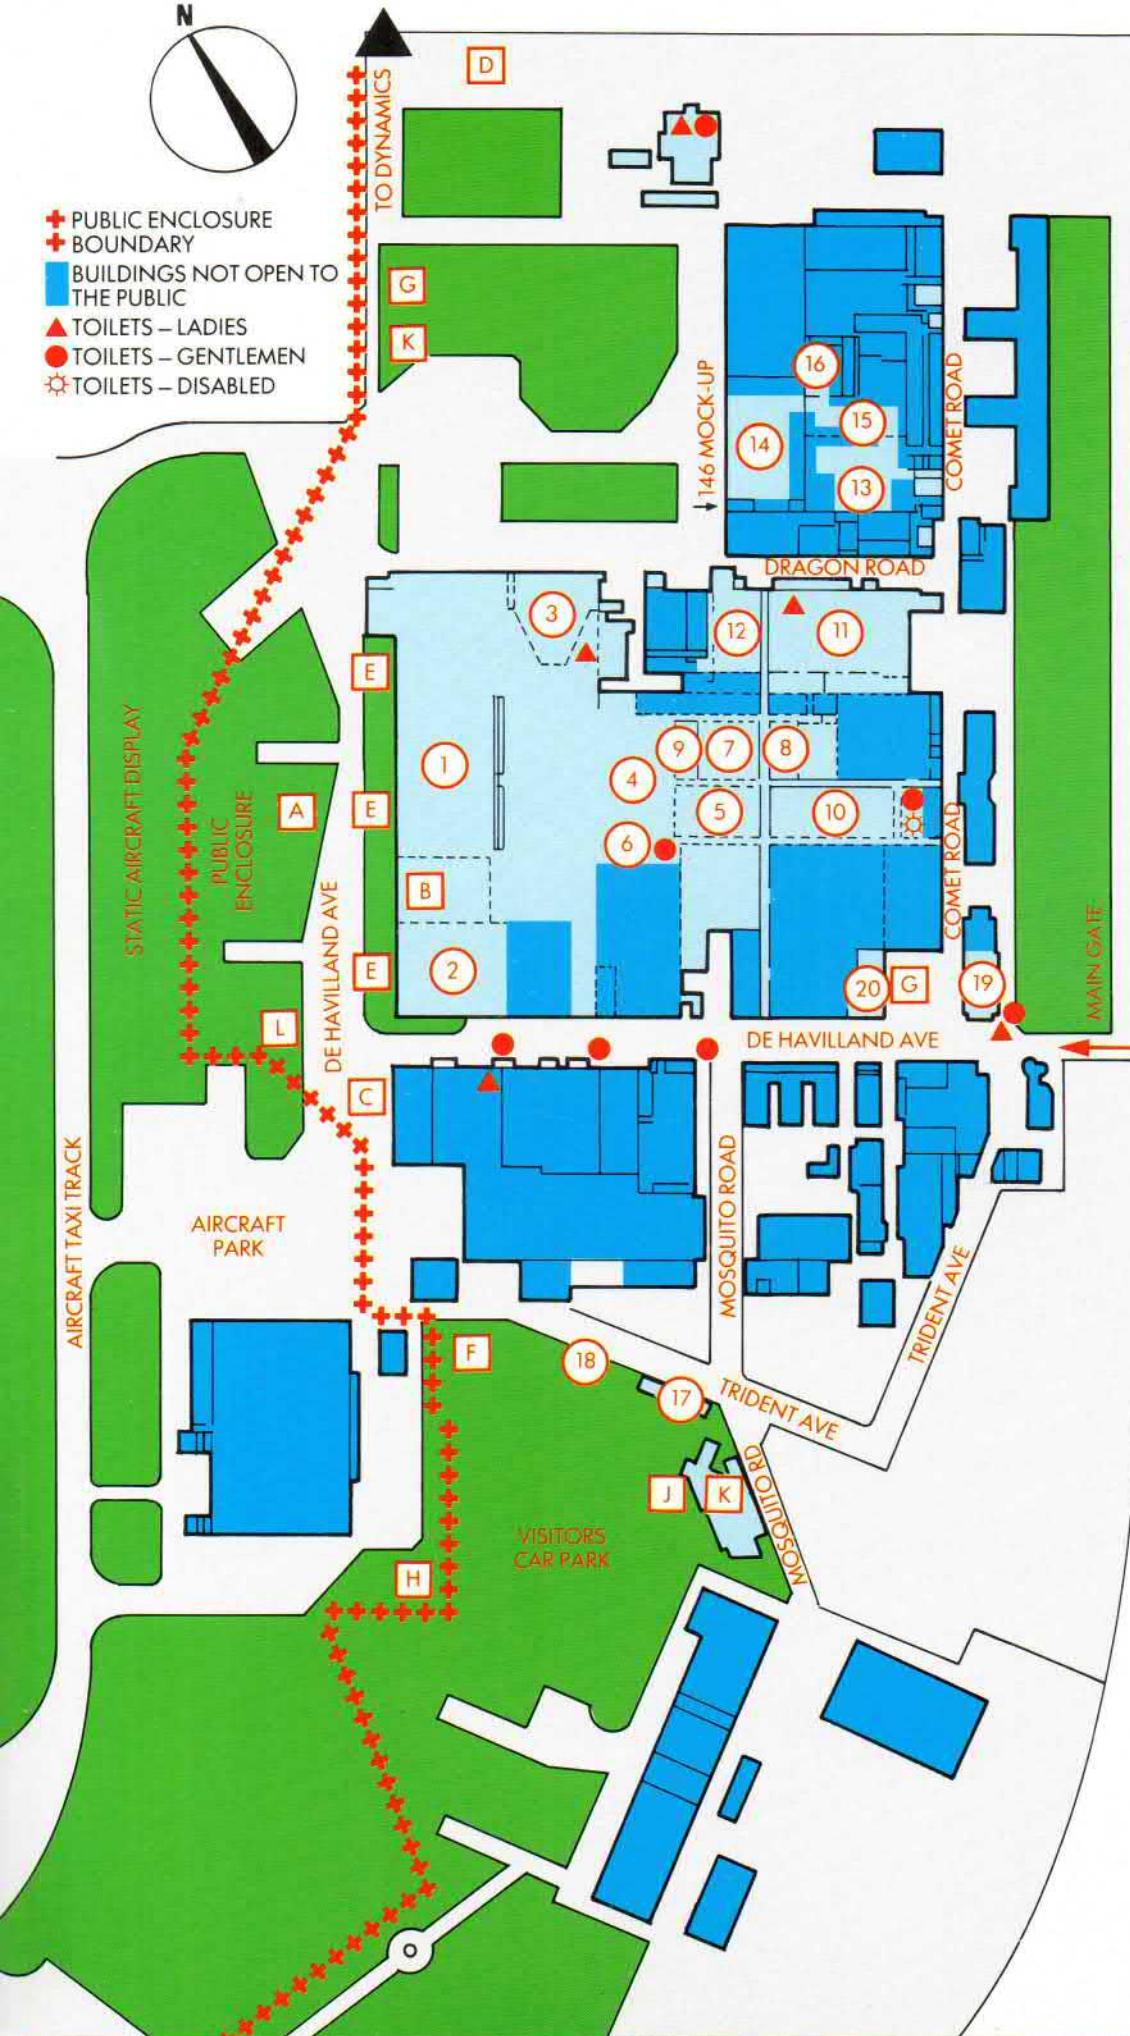 N
TO DYNAMICS
D
PUBLIC ENCLOSURE
BOUNDARY
BUILDINGS NOT OPEN TO
THE PUBLIC
TOILETS – LADIES
TOILETS – GENTLEMEN
TOILETS – DISABLED
G
K
146 MOCK-UP
16
15
14
13
COMET ROAD
DRAGON ROAD
3
12
11
E
1
9
7
8
4
E
5
10
6
A
STATIC AIRCRAFT DISPLAY
PUBLIC
ENCLOSURE
B
COMET ROAD
DE HAVILLAND AVE
E
2
20
G
19
MAIN GATE
L
DE HAVILLAND AVE
C
AIRCRAFT TAXI TRACK
AIRCRAFT
PARK
MOSQUITO ROAD
TRIDENT AVE
F
18
17
TRIDENT AVE
J
K
MOSQUITO RD
VISITORS
CAR PARK
H